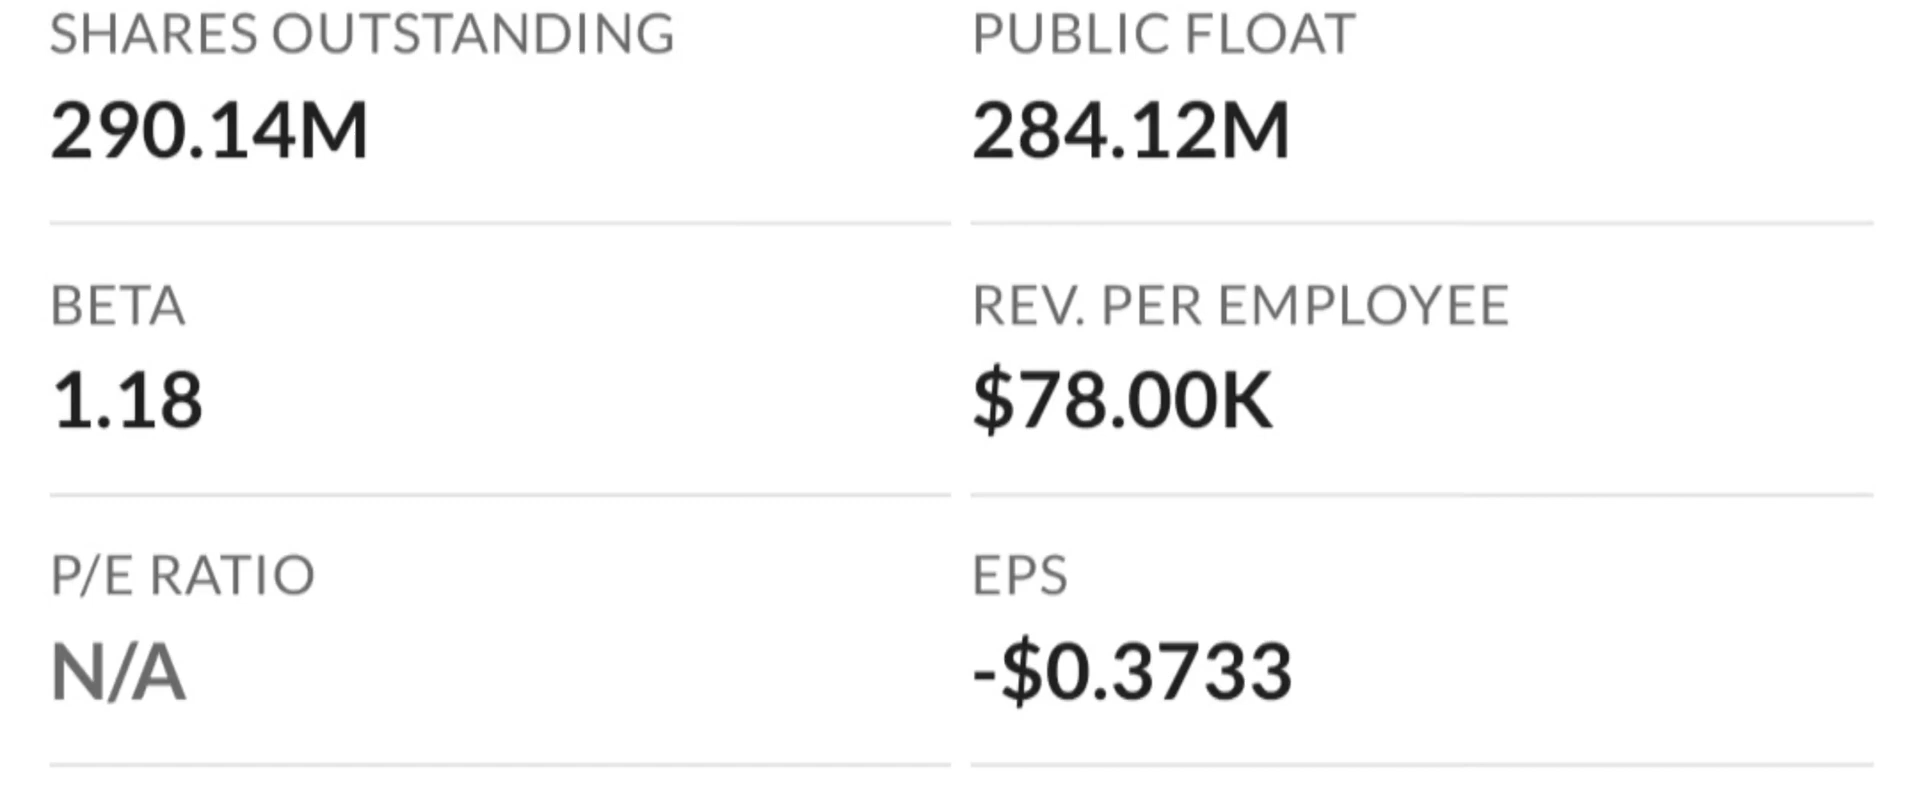 SHARES OUTSTANDING
290.14M
PUBLIC FLOAT
284.12M
BETA
1.18
REV. PER EMPLOYEE
$78.00K
P/E RATIO
N/A
EPS
-$0.3733